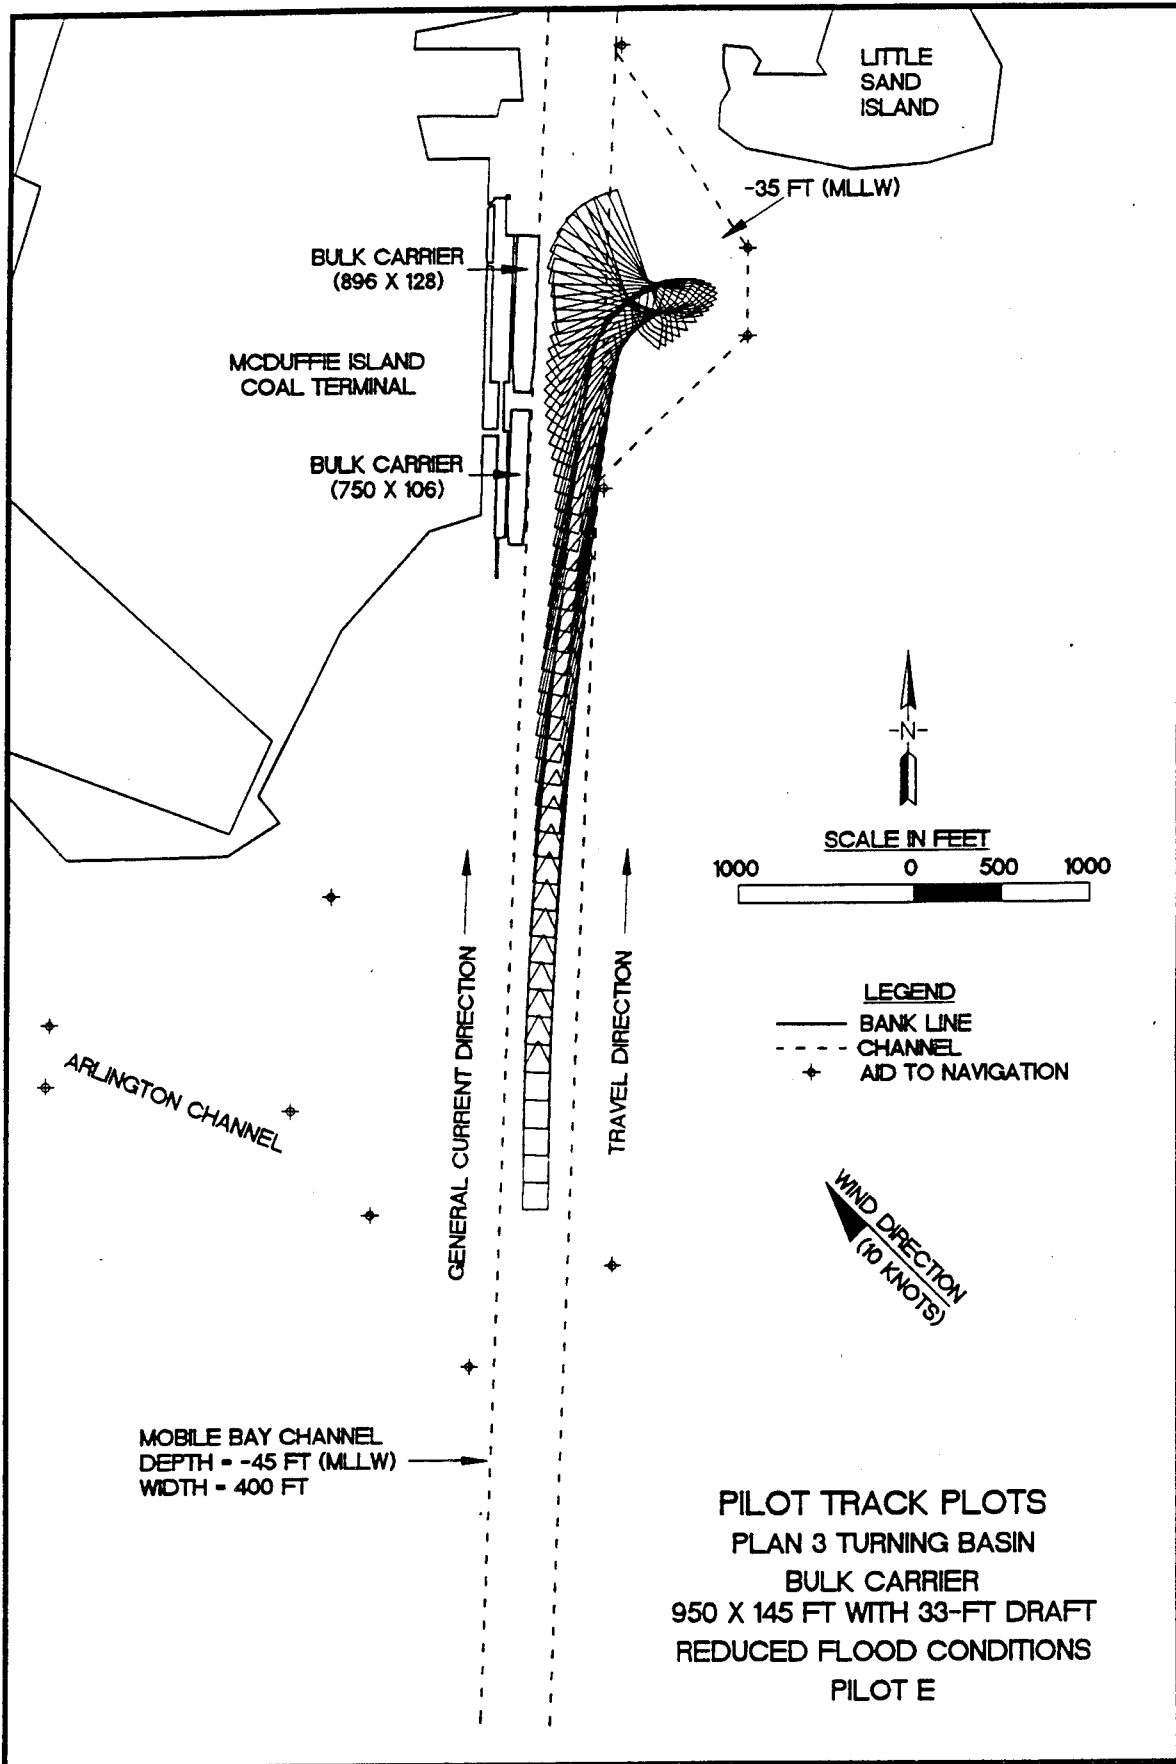 LITTLE
SAND
ISLAND
-35 FT (MLLW)
BULK CARRIER
(896 X 128)
MCDUFFIE ISLAND
COAL TERMINAL
BULK CARRIER
(750 X 106)
-N-
SCALE IN FEET
1000 0 500 1000
GENERAL CURRENT DIRECTION
TRAVEL DIRECTION
LEGEND
BANK LINE
CHANNEL
AID TO NAVIGATION
ARLINGTON CHANNEL
WIND DIRECTION
(10 KNOTS)
MOBILE BAY CHANNEL
DEPTH = -45 FT (MLLW)
WIDTH = 400 FT
PILOT TRACK PLOTS
PLAN 3 TURNING BASIN
BULK CARRIER
950 X 145 FT WITH 33-FT DRAFT
REDUCED FLOOD CONDITIONS
PILOT E